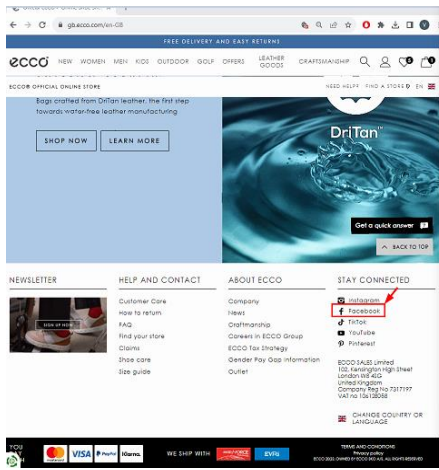 gb.ecco.com/en-GB
FREE DELIVERY AND EASY RETURNS
ecco NEW WOMEN MEN KIDS OUTDOOR GOLF OFFERS LEATHER GOODS CRAFTSMANSHIP
ECCO® OFFICIAL ONLINE STORE NEED HELP? FIND A STORE EN
Bags crafted from DriTan leather, the first step
towards water-free leather manufacturing
SHOP NOW LEARN MORE
DriTan™
Get a quick answer
BACK TO TOP
NEWSLETTER
SIGN UP NOW
HELP AND CONTACT
Customer Care
How to return
FAQ
Find your store
Claims
Shoe care
Size guide
ABOUT ECCO
Company
News
Craftmanship
Careers in ECCO Group
ECCO Tax Strategy
Gender Pay Gap Information
Outlet
STAY CONNECTED
Instagram
Facebook
TikTok
YouTube
Pinterest
ECCO SALES Limited
102, Kensington High Street
London W8 4SG
United Kingdom
Company Reg No 7317197
VAT no 106128058
CHANGE COUNTRY OR
LANGUAGE
YOU
mastercard VISA PayPal Klarna. WE SHIP WITH EVRi
TERMS AND CONDITIONS
Privacy policy